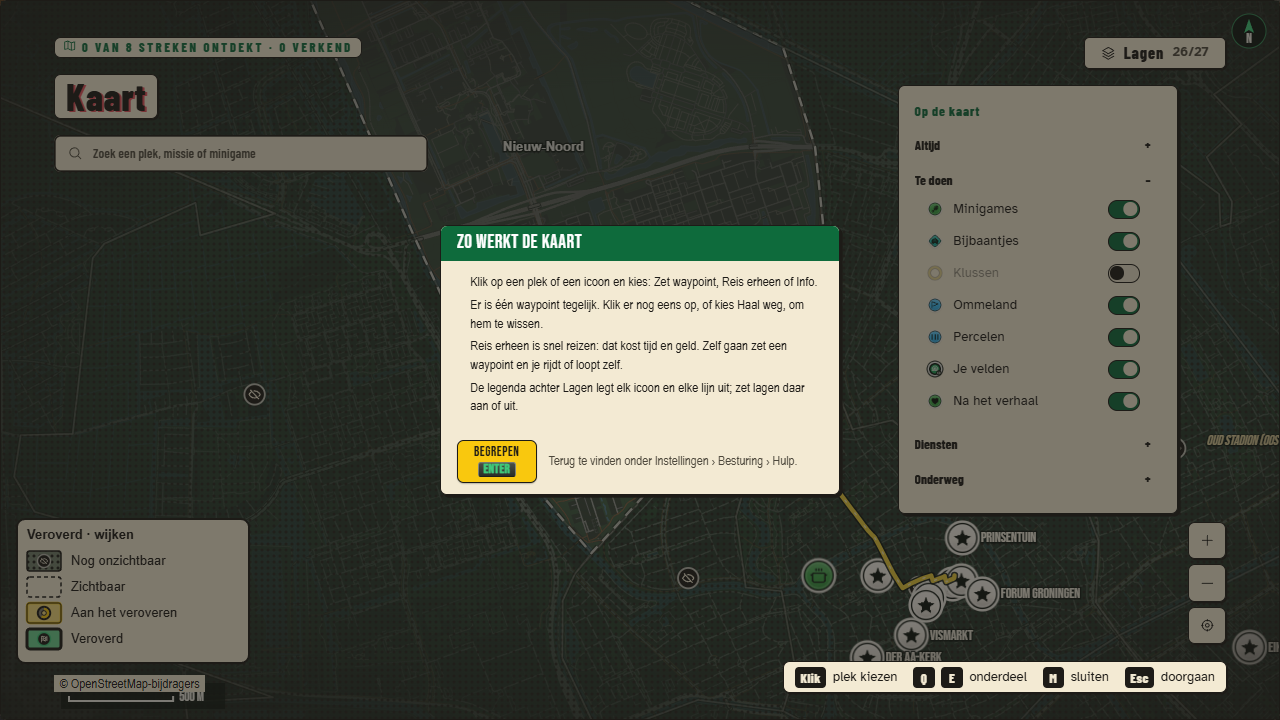 0 VAN 8 STREKEN ONTDEKT · 0 VERKEND
Kaart
Zoek een plek, missie of minigame
Nieuw-Noord
N
Lagen 26/27
Op de kaart
Altijd +
Te doen −
Minigames
Bijbaantjes
Klussen
Ommeland
Percelen
Je velden
Na het verhaal
Diensten +
Onderweg +
ZO WERKT DE KAART
Klik op een plek of een icoon en kies: Zet waypoint, Reis erheen of Info.
Er is één waypoint tegelijk. Klik er nog eens op, of kies Haal weg, om
hem te wissen.
Reis erheen is snel reizen: dat kost tijd en geld. Zelf gaan zet een
waypoint en je rijdt of loopt zelf.
De legenda achter Lagen legt elk icoon en elke lijn uit; zet lagen daar
aan of uit.
BEGREPEN
ENTER
Terug te vinden onder Instellingen › Besturing › Hulp.
OUD STADION (OOS
PRINSENTUIN
FORUM GRONINGEN
VISMARKT
DER AA-KERK
Veroverd · wijken
Nog onzichtbaar
Zichtbaar
Aan het veroveren
Veroverd
© OpenStreetMap-bijdragers
500 M
+
−
Klik plek kiezen Q E onderdeel M sluiten Esc doorgaan